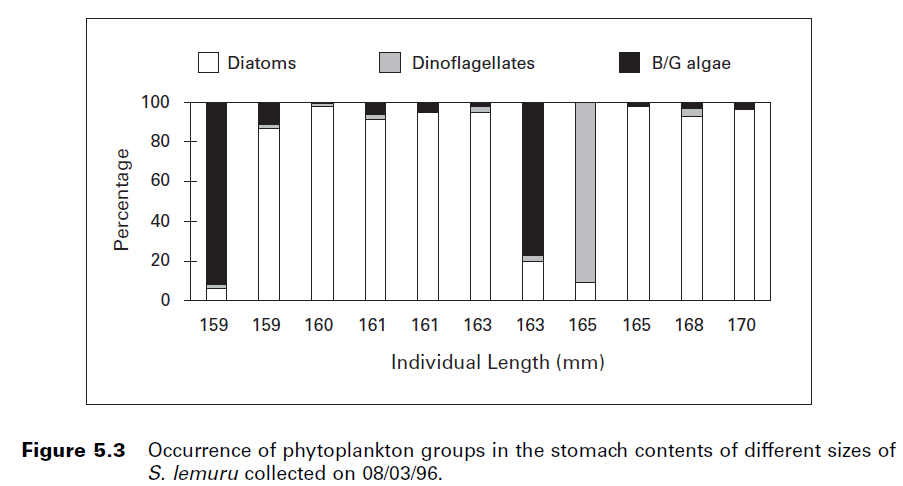 Diatoms Dinoflagellates B/G algae
100
80
60
40
20
0
Percentage
159 159 160 161 161 163 163 165 165 168 170
Individual Length (mm)
Figure 5.3 Occurrence of phytoplankton groups in the stomach contents of different sizes of
S. lemuru collected on 08/03/96.